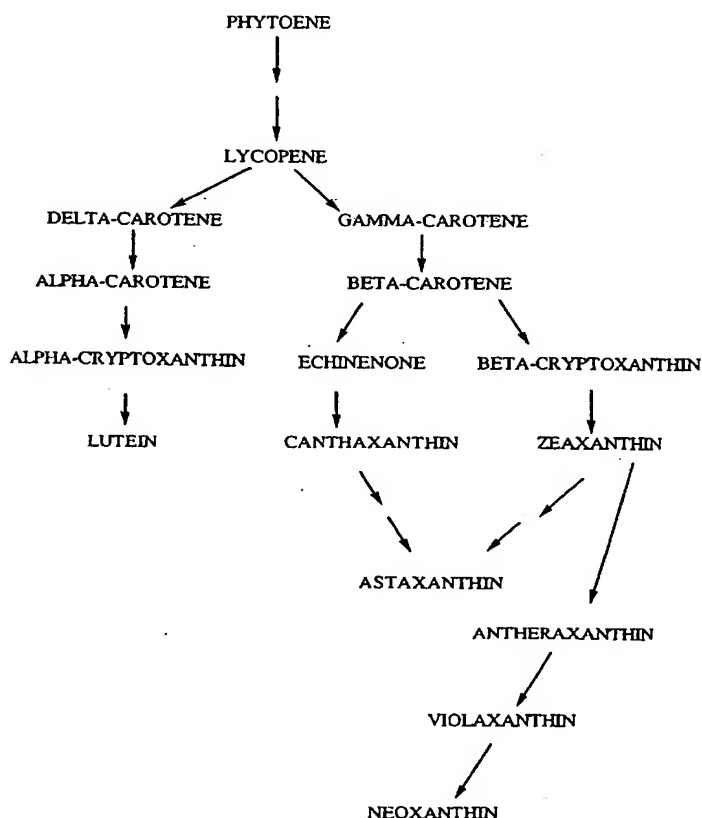 PHYTOENE
LYCOPENE
DELTA-CAROTENE GAMMA-CAROTENE
ALPHA-CAROTENE BETA-CAROTENE
ALPHA-CRYPTOXANTHIN ECHINENONE BETA-CRYPTOXANTHIN
LUTEIN CANTHAXANTHIN ZEAXANTHIN
ASTAXANTHIN
ANTHERAXANTHIN
VIOLAXANTHIN
NEOXANTHIN